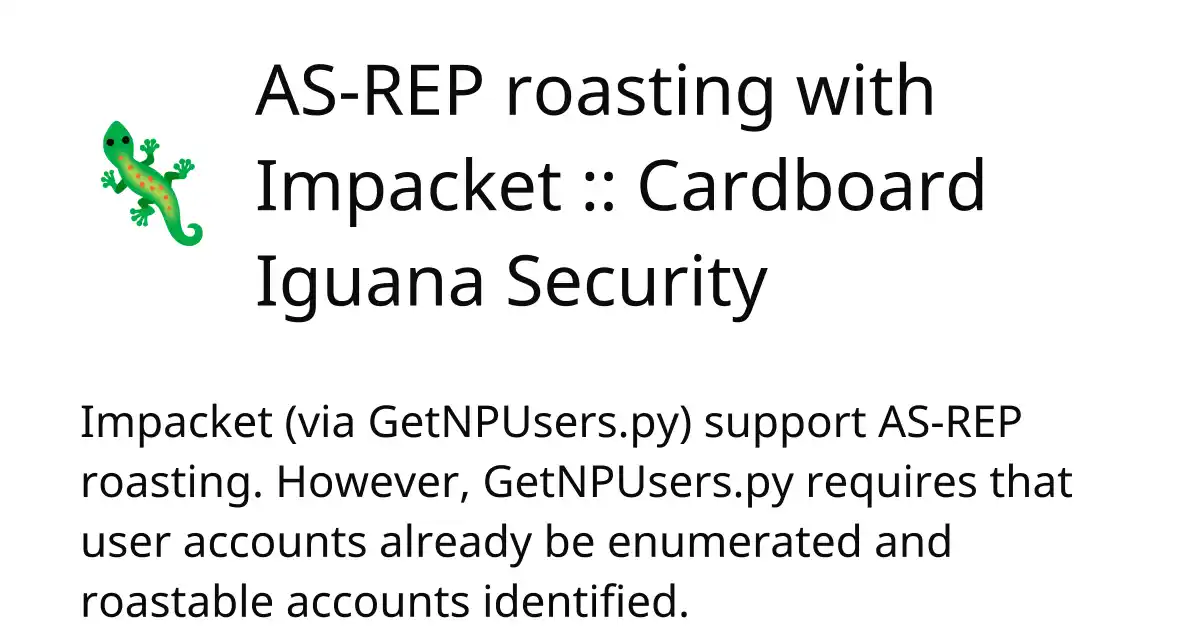 AS-REP roasting with
Impacket :: Cardboard
Iguana Security
Impacket (via GetNPUsers.py) support AS-REP
roasting. However, GetNPUsers.py requires that
user accounts already be enumerated and
roastable accounts identified.